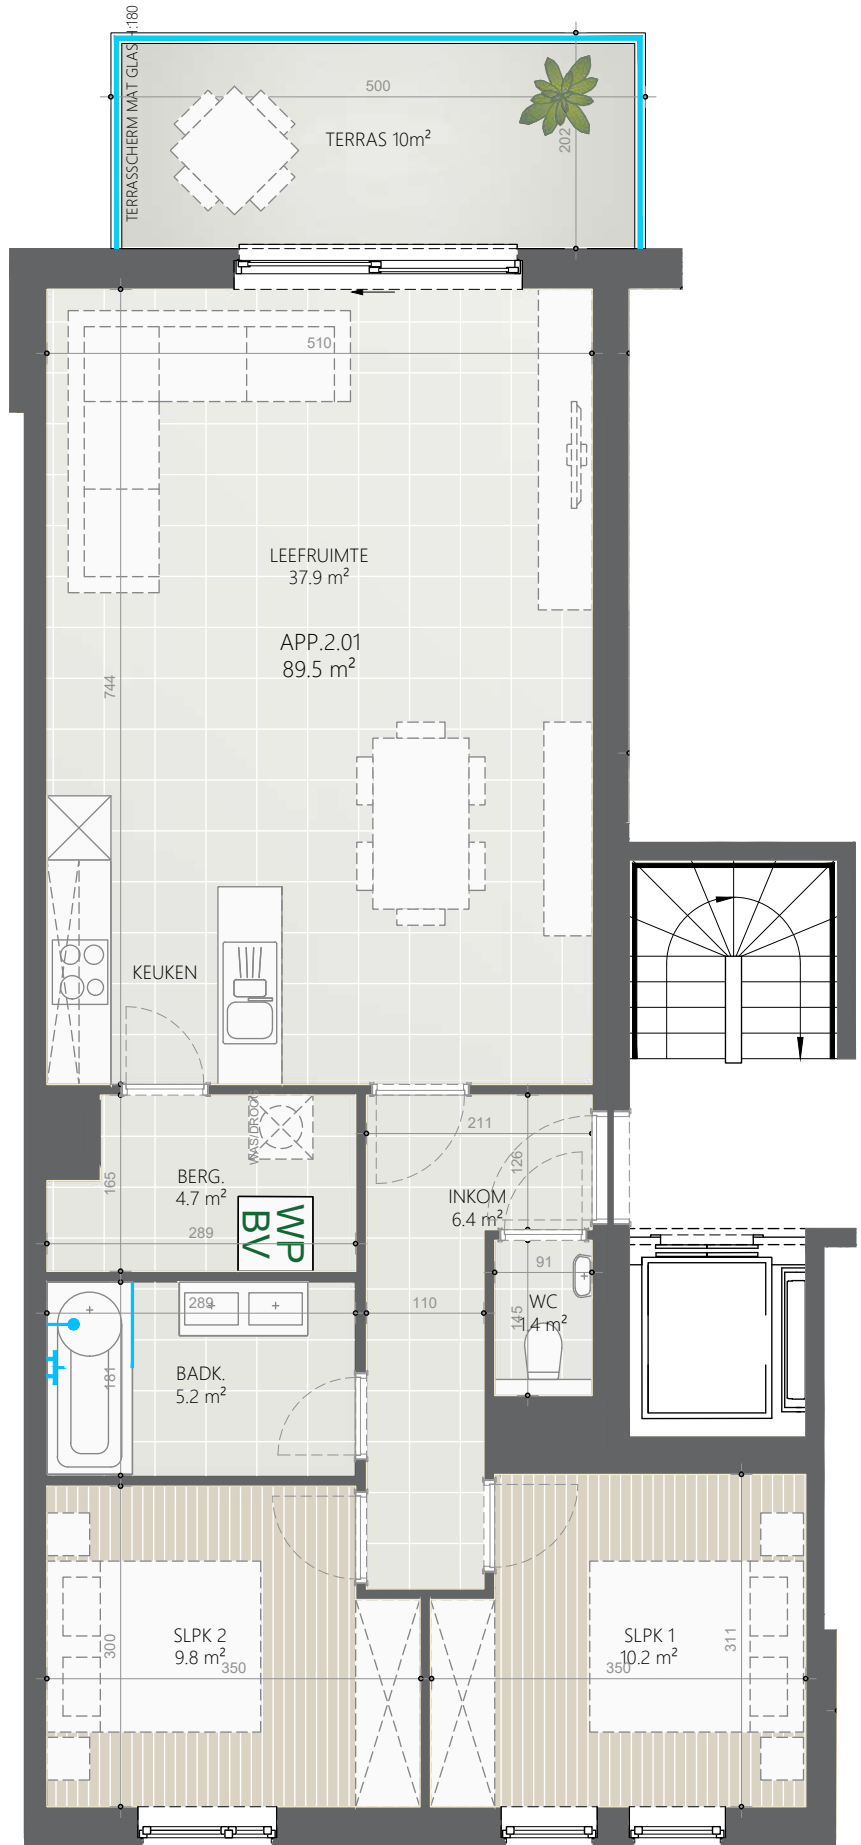 TERRASSCHERM MAT GLAS H:180
500
TERRAS 10m²
202
510
LEEFRUIMTE
37.9 m²
APP.2.01
89.5 m²
744
KEUKEN
WAS/DROOG
211
126
BERG.
4.7 m²
165
INKOM
6.4 m²
289
WP
BV
91
289
110
WC
1.4 m²
145
BADK.
5.2 m²
181
SLPK 2
9.8 m²
300
350
SLPK 1
10.2 m²
311
350